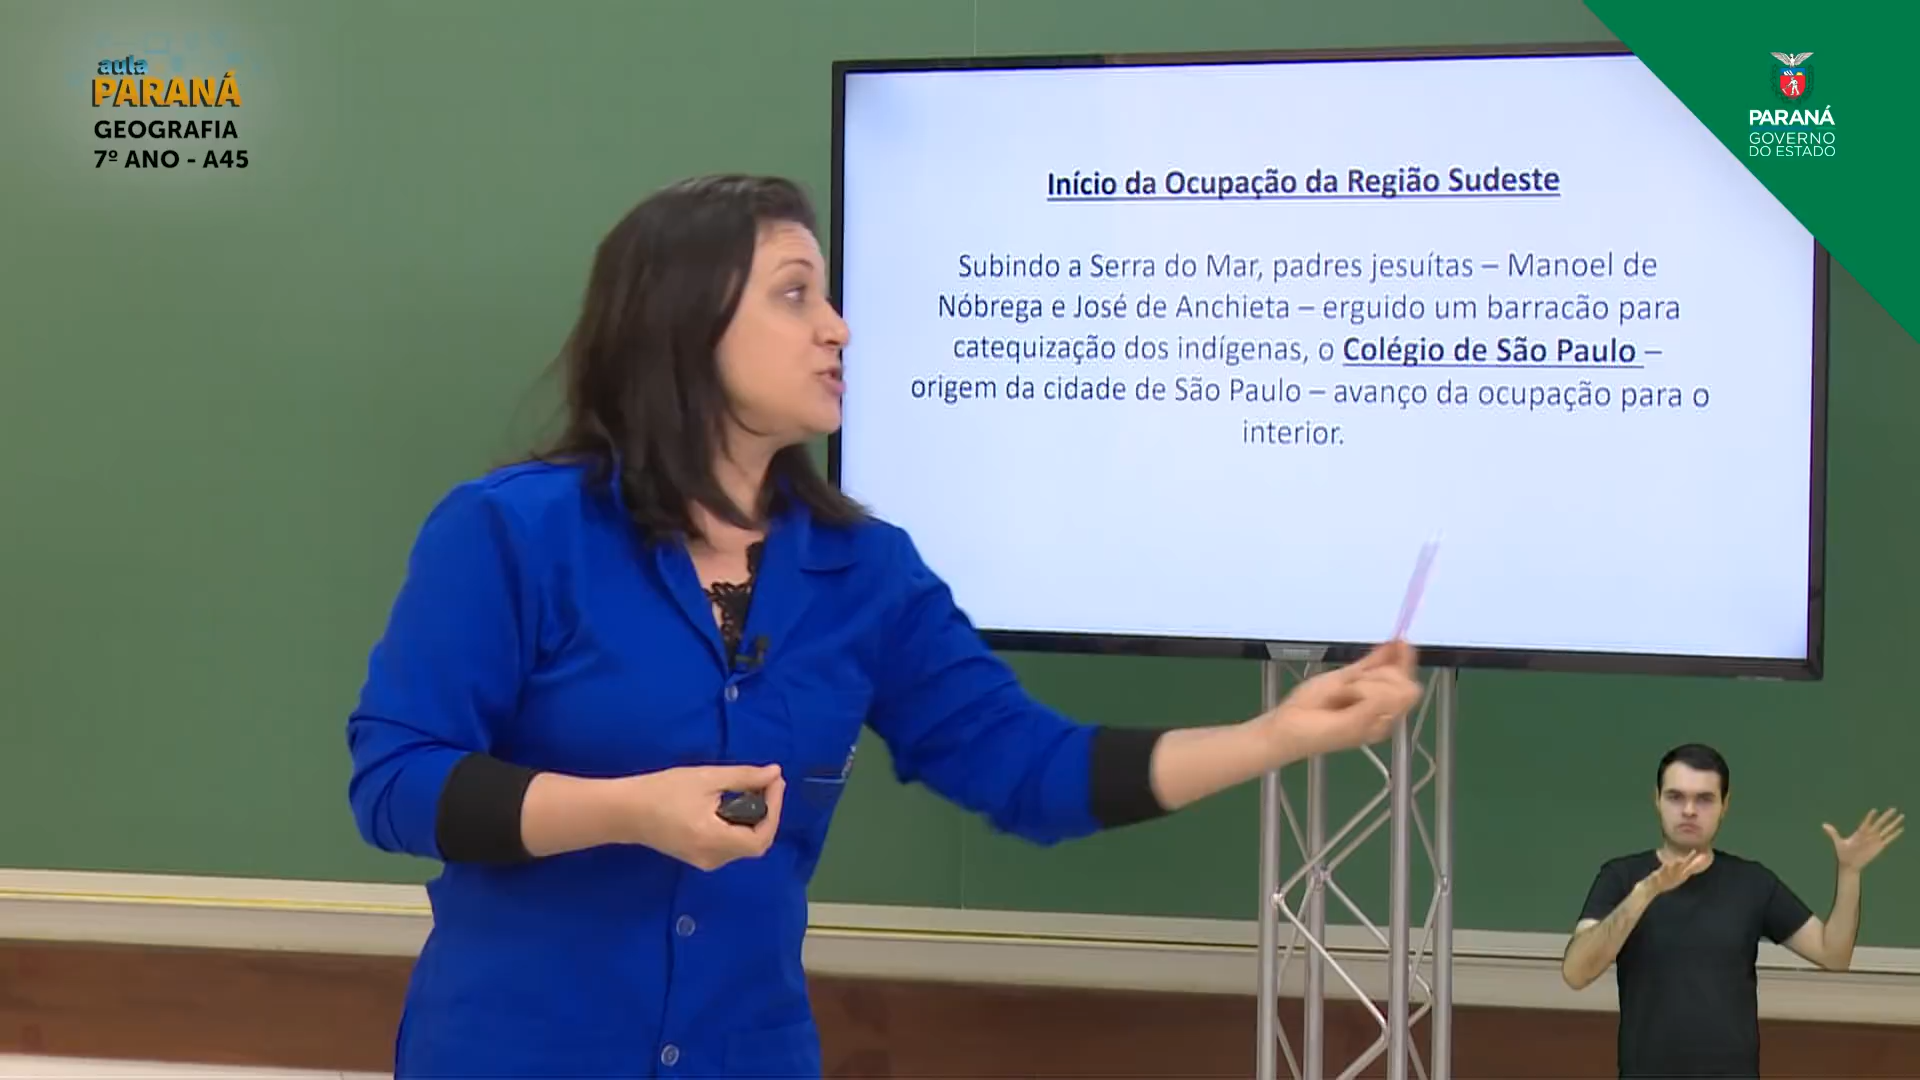 aula
PARANÁ
GEOGRAFIA
7º ANO - A45
PARANÁ
GOVERNO
DO ESTADO
Início da Ocupação da Região Sudeste
Subindo a Serra do Mar, padres jesuítas – Manoel de
Nóbrega e José de Anchieta – erguido um barracão para
catequização dos indígenas, o Colégio de São Paulo –
origem da cidade de São Paulo – avanço da ocupação para o
interior.